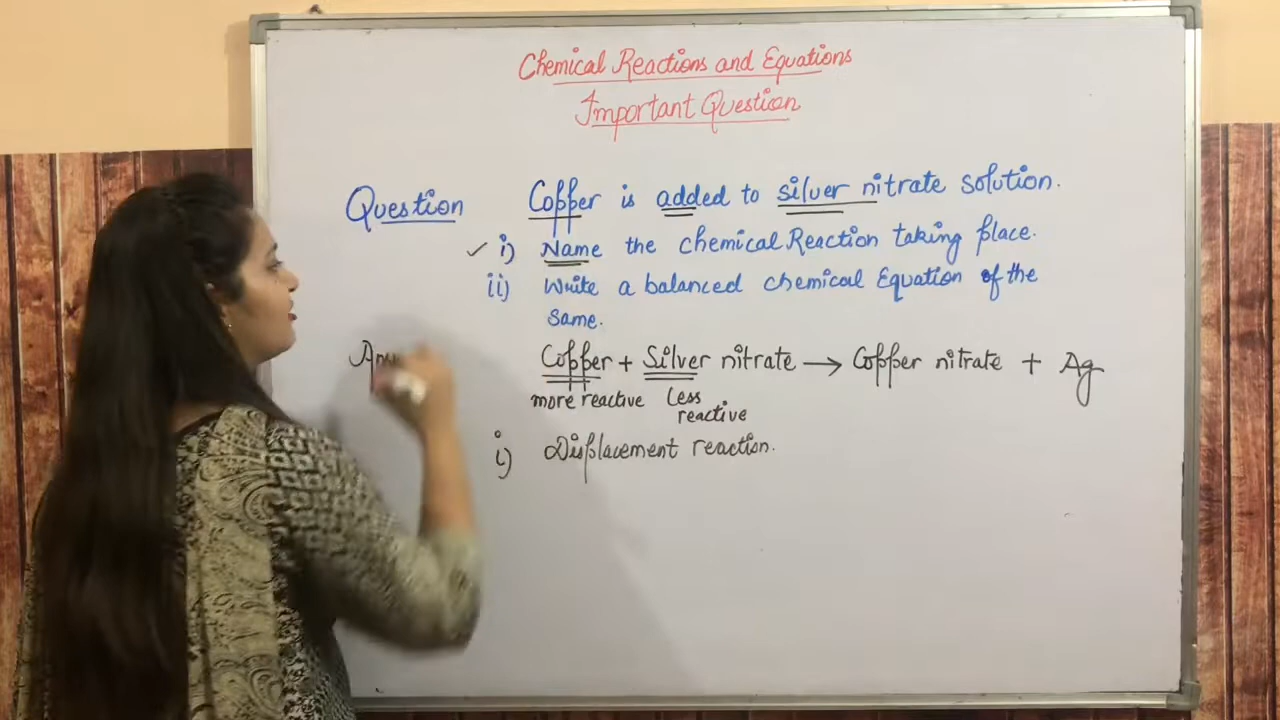 Chemical Reactions and Equations
Important Question
Question Copper is added to silver nitrate solution.
i) Name the chemical Reaction taking place.
ii) Write a balanced chemical Equation of the
same.
Copper + Silver nitrate → Copper nitrate + Ag
more reactive Less
reactive
i) Displacement reaction.